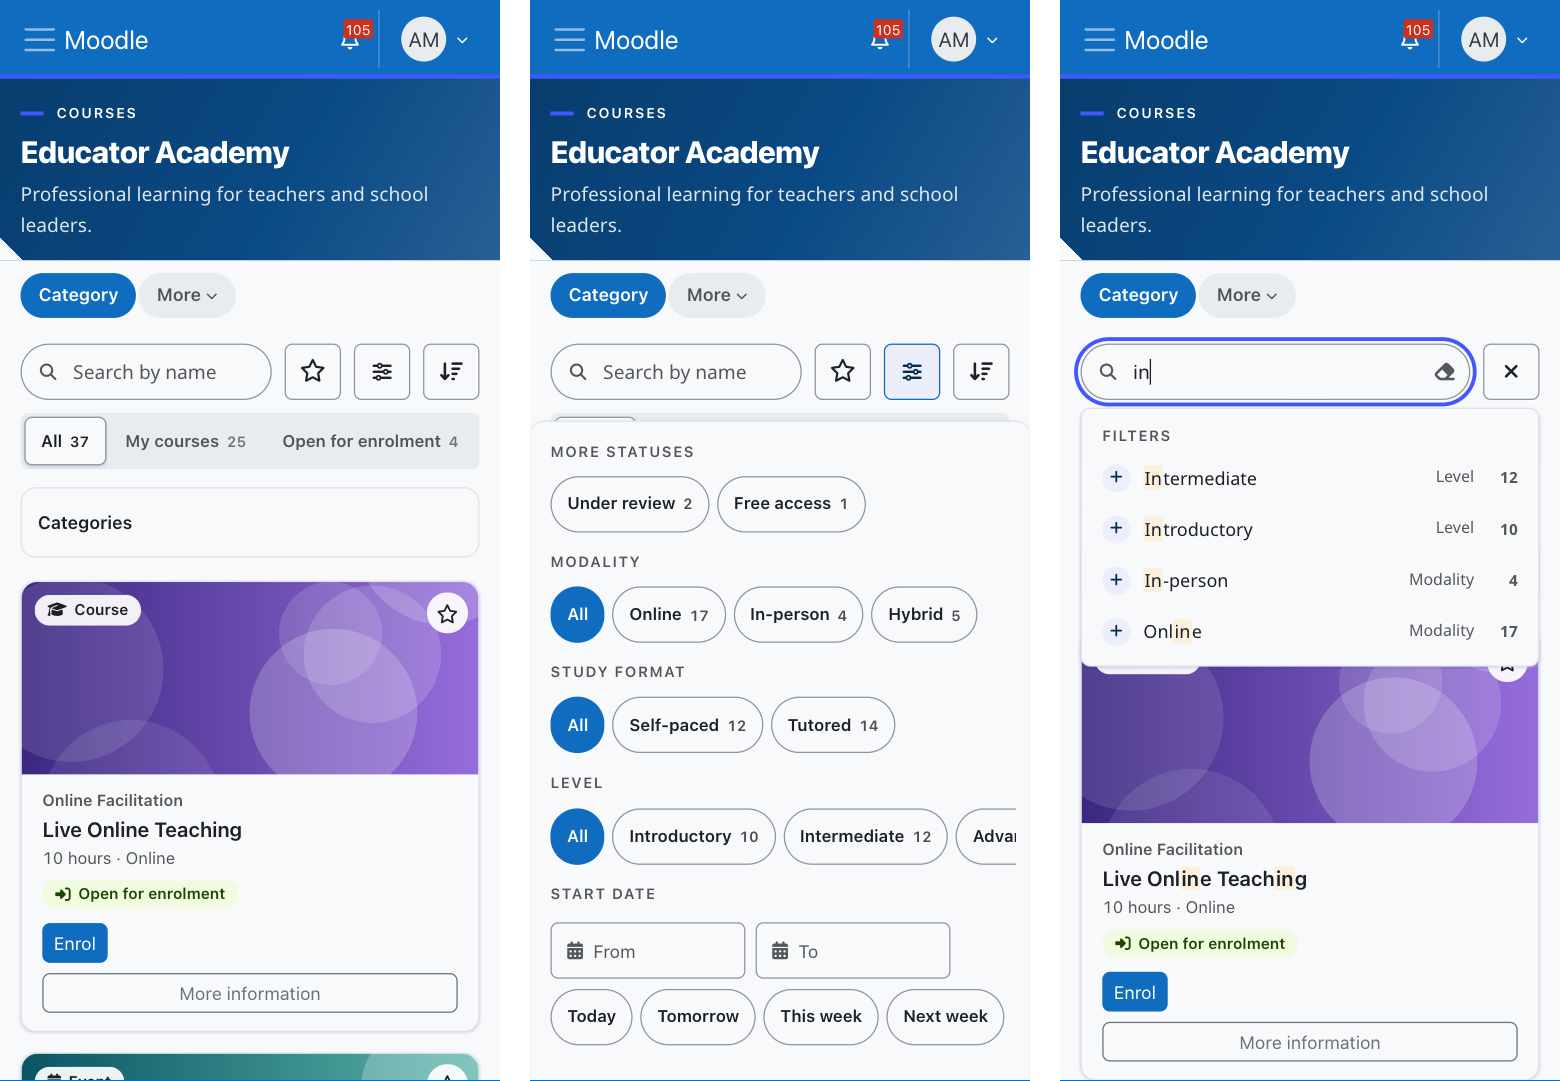 Moodle
105
AM
COURSES
Educator Academy
Professional learning for teachers and school
leaders.
Category
More
Search by name
All 37
My courses 25
Open for enrolment 4
Categories
Course
Online Facilitation
Live Online Teaching
10 hours · Online
Open for enrolment
Enrol
More information
Event
Moodle
105
AM
COURSES
Educator Academy
Professional learning for teachers and school
leaders.
Category
More
Search by name
MORE STATUSES
Under review 2
Free access 1
MODALITY
All
Online 17
In-person 4
Hybrid 5
STUDY FORMAT
All
Self-paced 12
Tutored 14
LEVEL
All
Introductory 10
Intermediate 12
Advan
START DATE
From
To
Today
Tomorrow
This week
Next week
Moodle
105
AM
COURSES
Educator Academy
Professional learning for teachers and school
leaders.
Category
More
in
FILTERS
Intermediate Level 12
Introductory Level 10
In-person Modality 4
Online Modality 17
Online Facilitation
Live Online Teaching
10 hours · Online
Open for enrolment
Enrol
More information